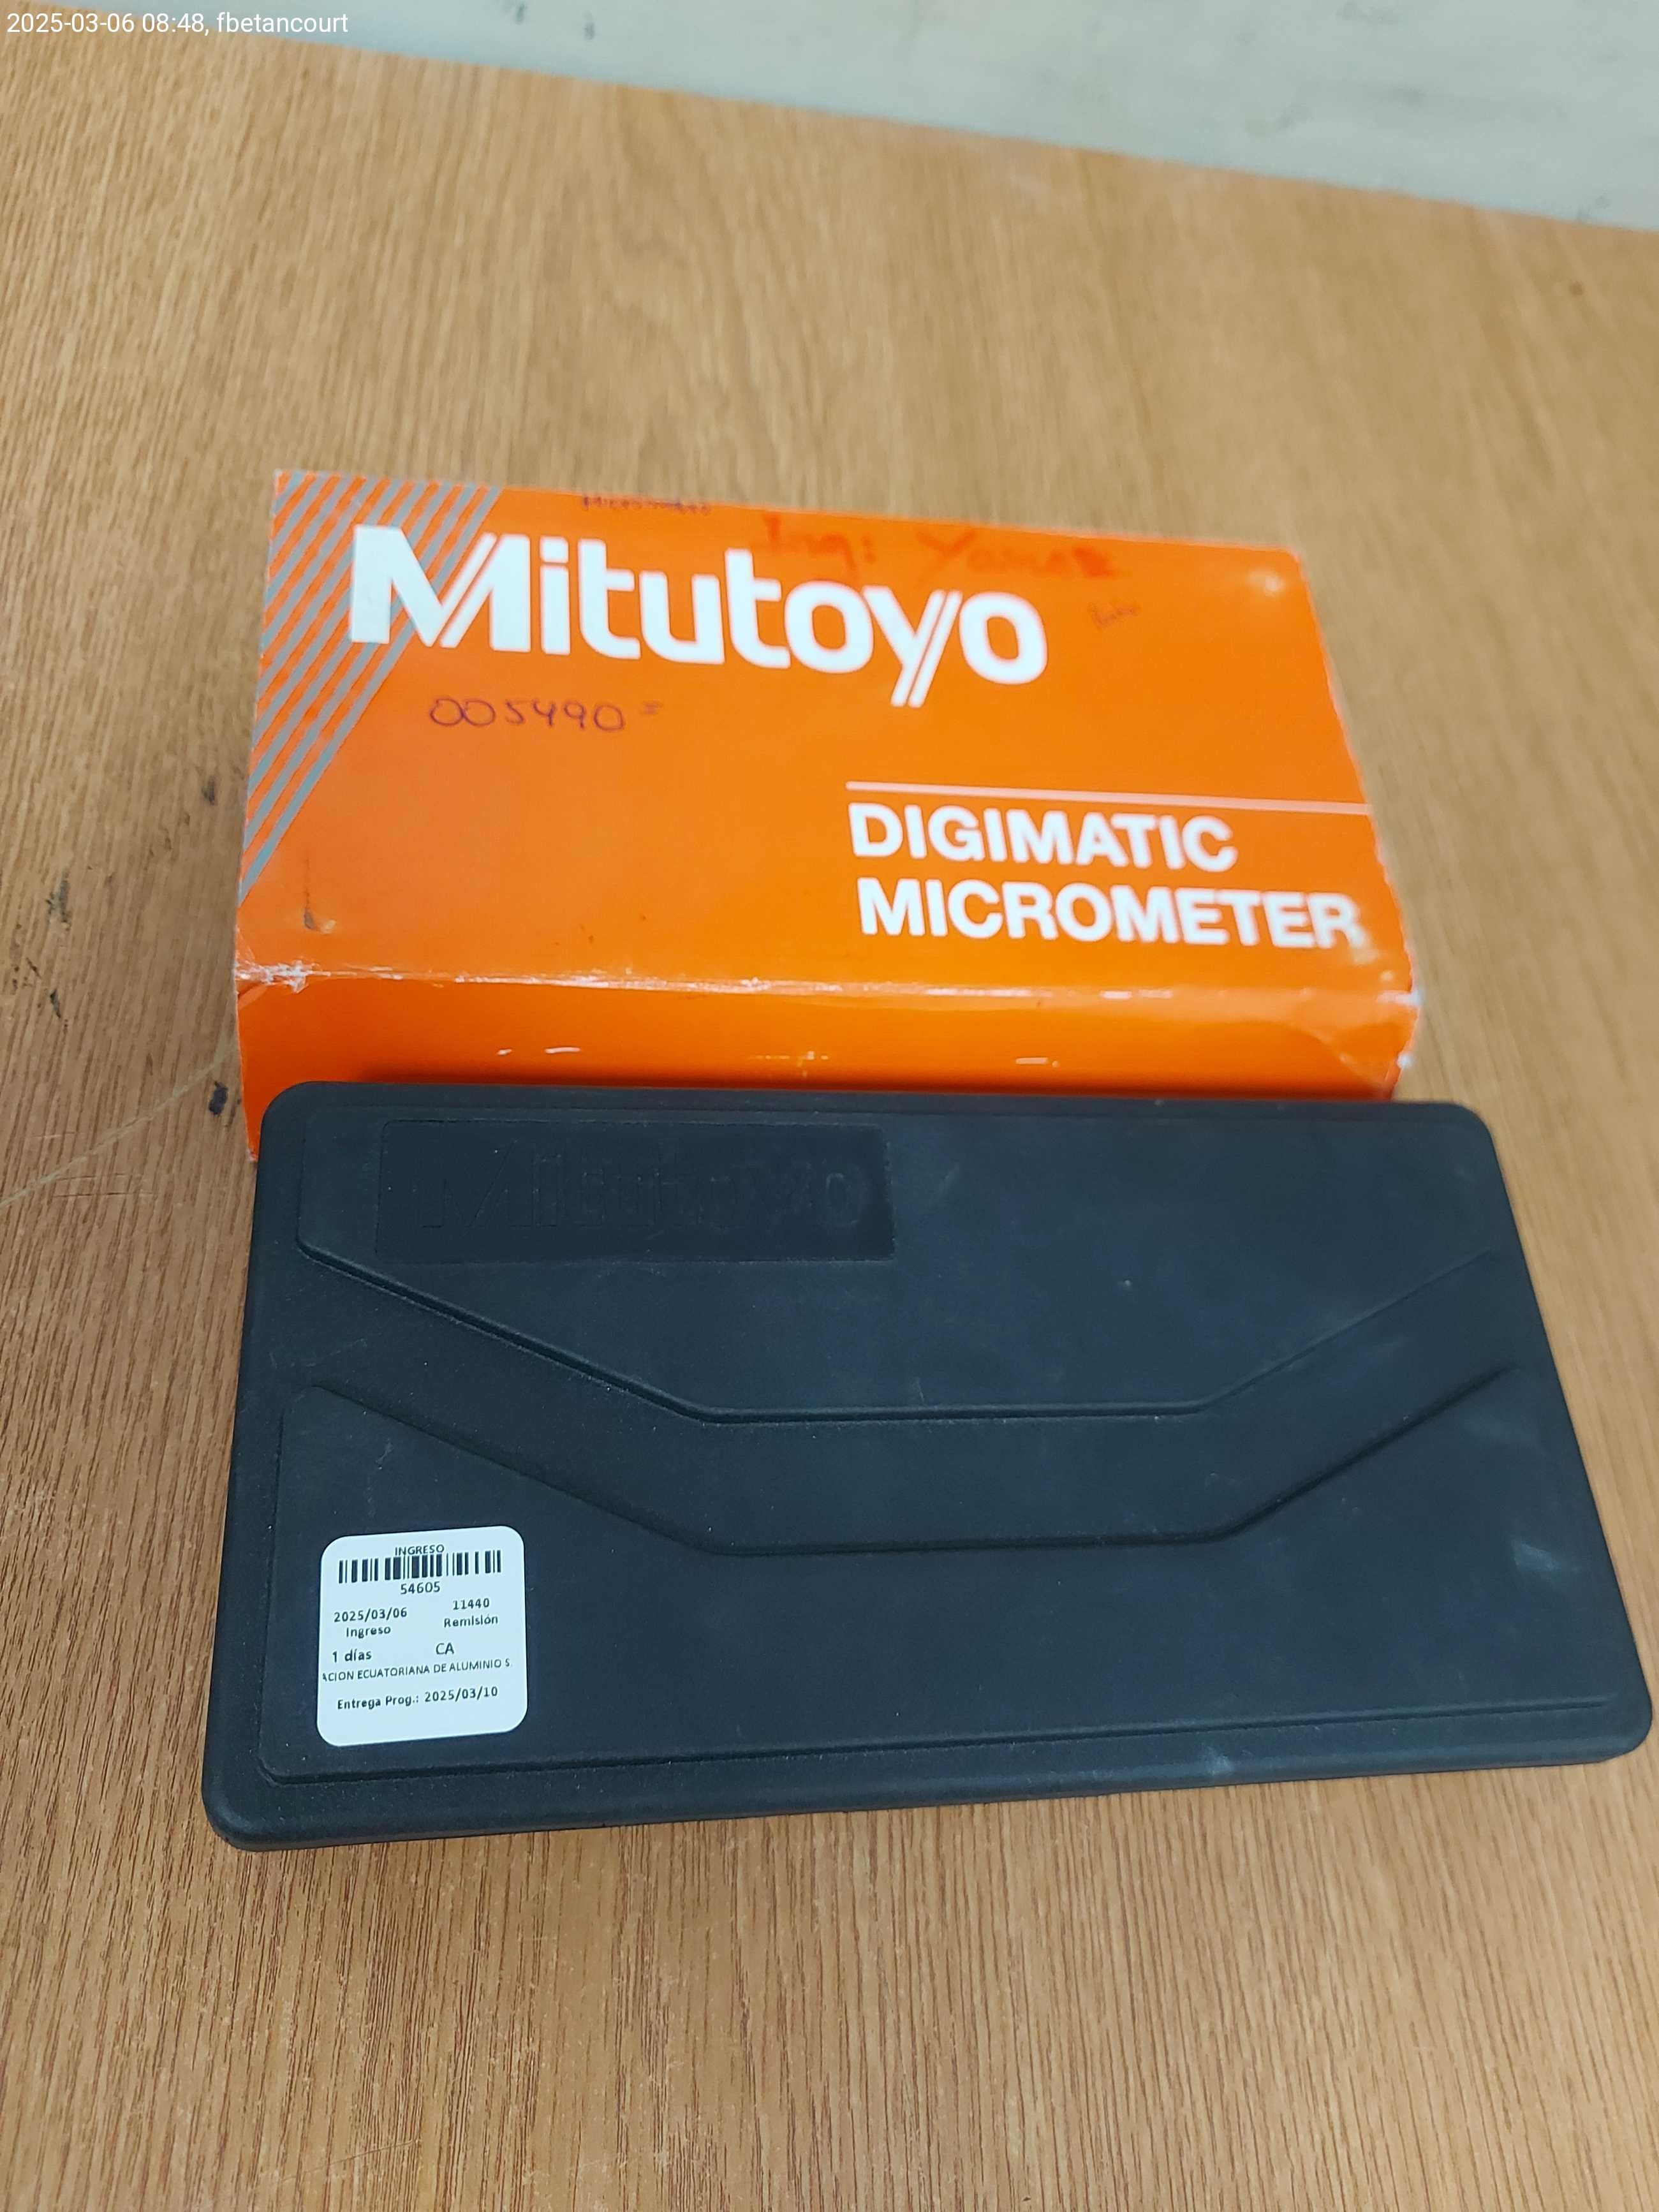 2025-03-06 08:48, fbetancourt
Mitutoyo
Ing: Yanez
005490=
DIGIMATIC
MICROMETER
Mitutoyo
INGRESO
54605
2025/03/06 11440
Ingreso Remisión
1 días CA
ACION ECUATORIANA DE ALUMINIO S.
Entrega Prog.: 2025/03/10